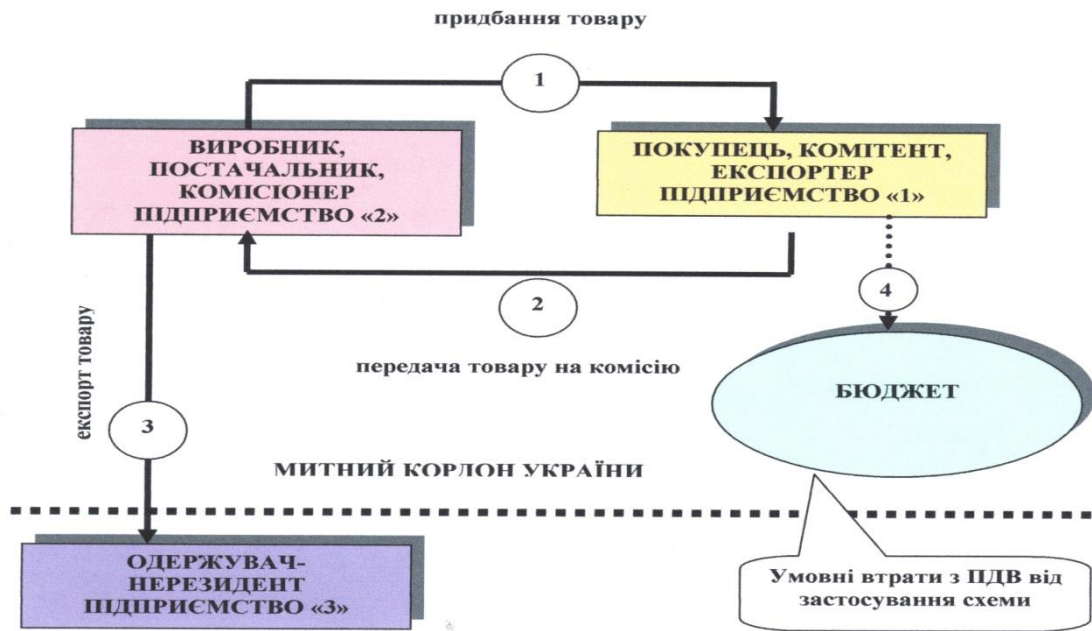 придбання товару
1
ВИРОБНИК,
ПОСТАЧАЛЬНИК,
КОМІСІОНЕР
ПІДПРИЄМСТВО «2»
ПОКУПЕЦЬ, КОМІТЕНТ,
ЕКСПОРТЕР
ПІДПРИЄМСТВО «1»
2
4
передача товару на комісію
експорт товару
3
БЮДЖЕТ
МИТНИЙ КОРДОН УКРАЇНИ
ОДЕРЖУВАЧ-
НЕРЕЗИДЕНТ
ПІДПРИЄМСТВО «3»
Умовні втрати з ПДВ від
застосування схеми